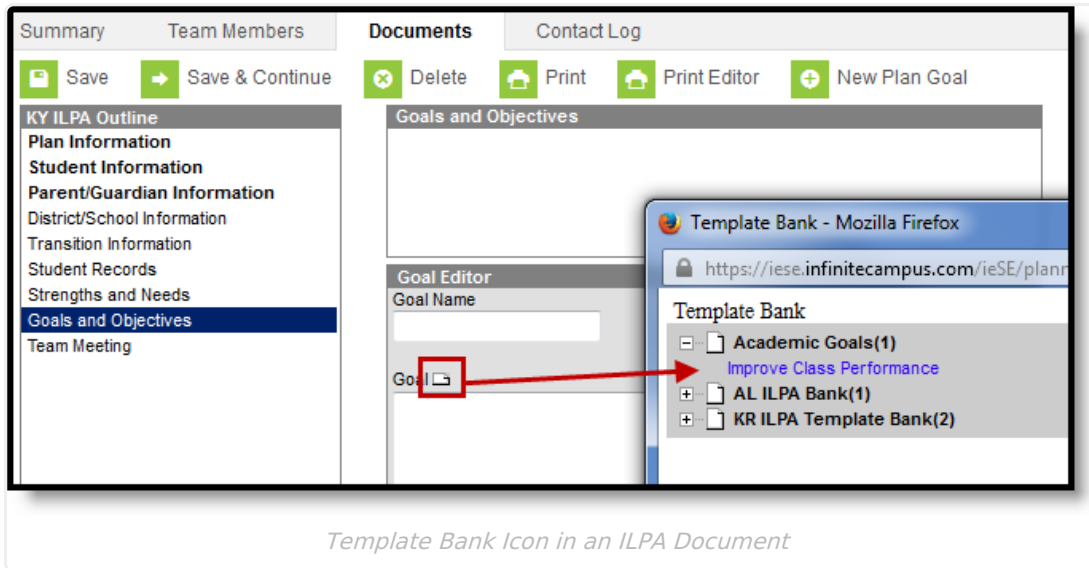 Summary Team Members Documents Contact Log
Save Save & Continue Delete Print Print Editor New Plan Goal
KY ILPA Outline
Plan Information
Student Information
Parent/Guardian Information
District/School Information
Transition Information
Student Records
Strengths and Needs
Goals and Objectives
Team Meeting
Goals and Objectives
Goal Editor
Goal Name
Goal
Template Bank - Mozilla Firefox
https://iese.infinitecampus.com/ieSE/plann
Template Bank
Academic Goals(1)
Improve Class Performance
AL ILPA Bank(1)
KR ILPA Template Bank(2)
Template Bank Icon in an ILPA Document